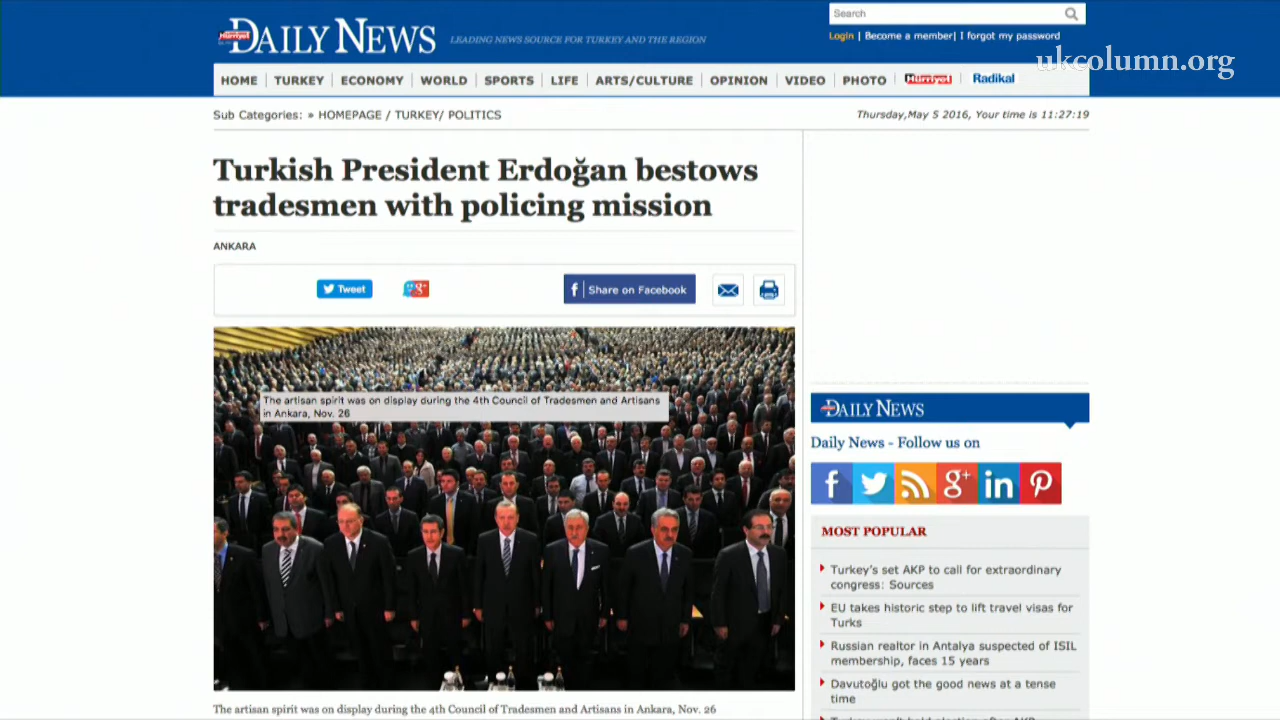 Hürriyet
DAILY NEWS
LEADING NEWS SOURCE FOR TURKEY AND THE REGION
Search
Login | Become a member| I forgot my password
ukcolumn.org
HOME | TURKEY | ECONOMY | WORLD | SPORTS | LIFE | ARTS/CULTURE | OPINION | VIDEO | PHOTO | Hürriyet | Radikal
Sub Categories: » HOMEPAGE / TURKEY/ POLITICS
Thursday,May 5 2016, Your time is 11:27:19
Turkish President Erdoğan bestows
tradesmen with policing mission
ANKARA
Tweet
g+
f Share on Facebook
The artisan spirit was on display during the 4th Council of Tradesmen and Artisans
in Ankara, Nov. 26
The artisan spirit was on display during the 4th Council of Tradesmen and Artisans in Ankara, Nov. 26
DAILY NEWS
Daily News - Follow us on
f g+ in
MOST POPULAR
Turkey's set AKP to call for extraordinary
congress: Sources
EU takes historic step to lift travel visas for
Turks
Russian realtor in Antalya suspected of ISIL
membership, faces 15 years
Davutoğlu got the good news at a tense
time